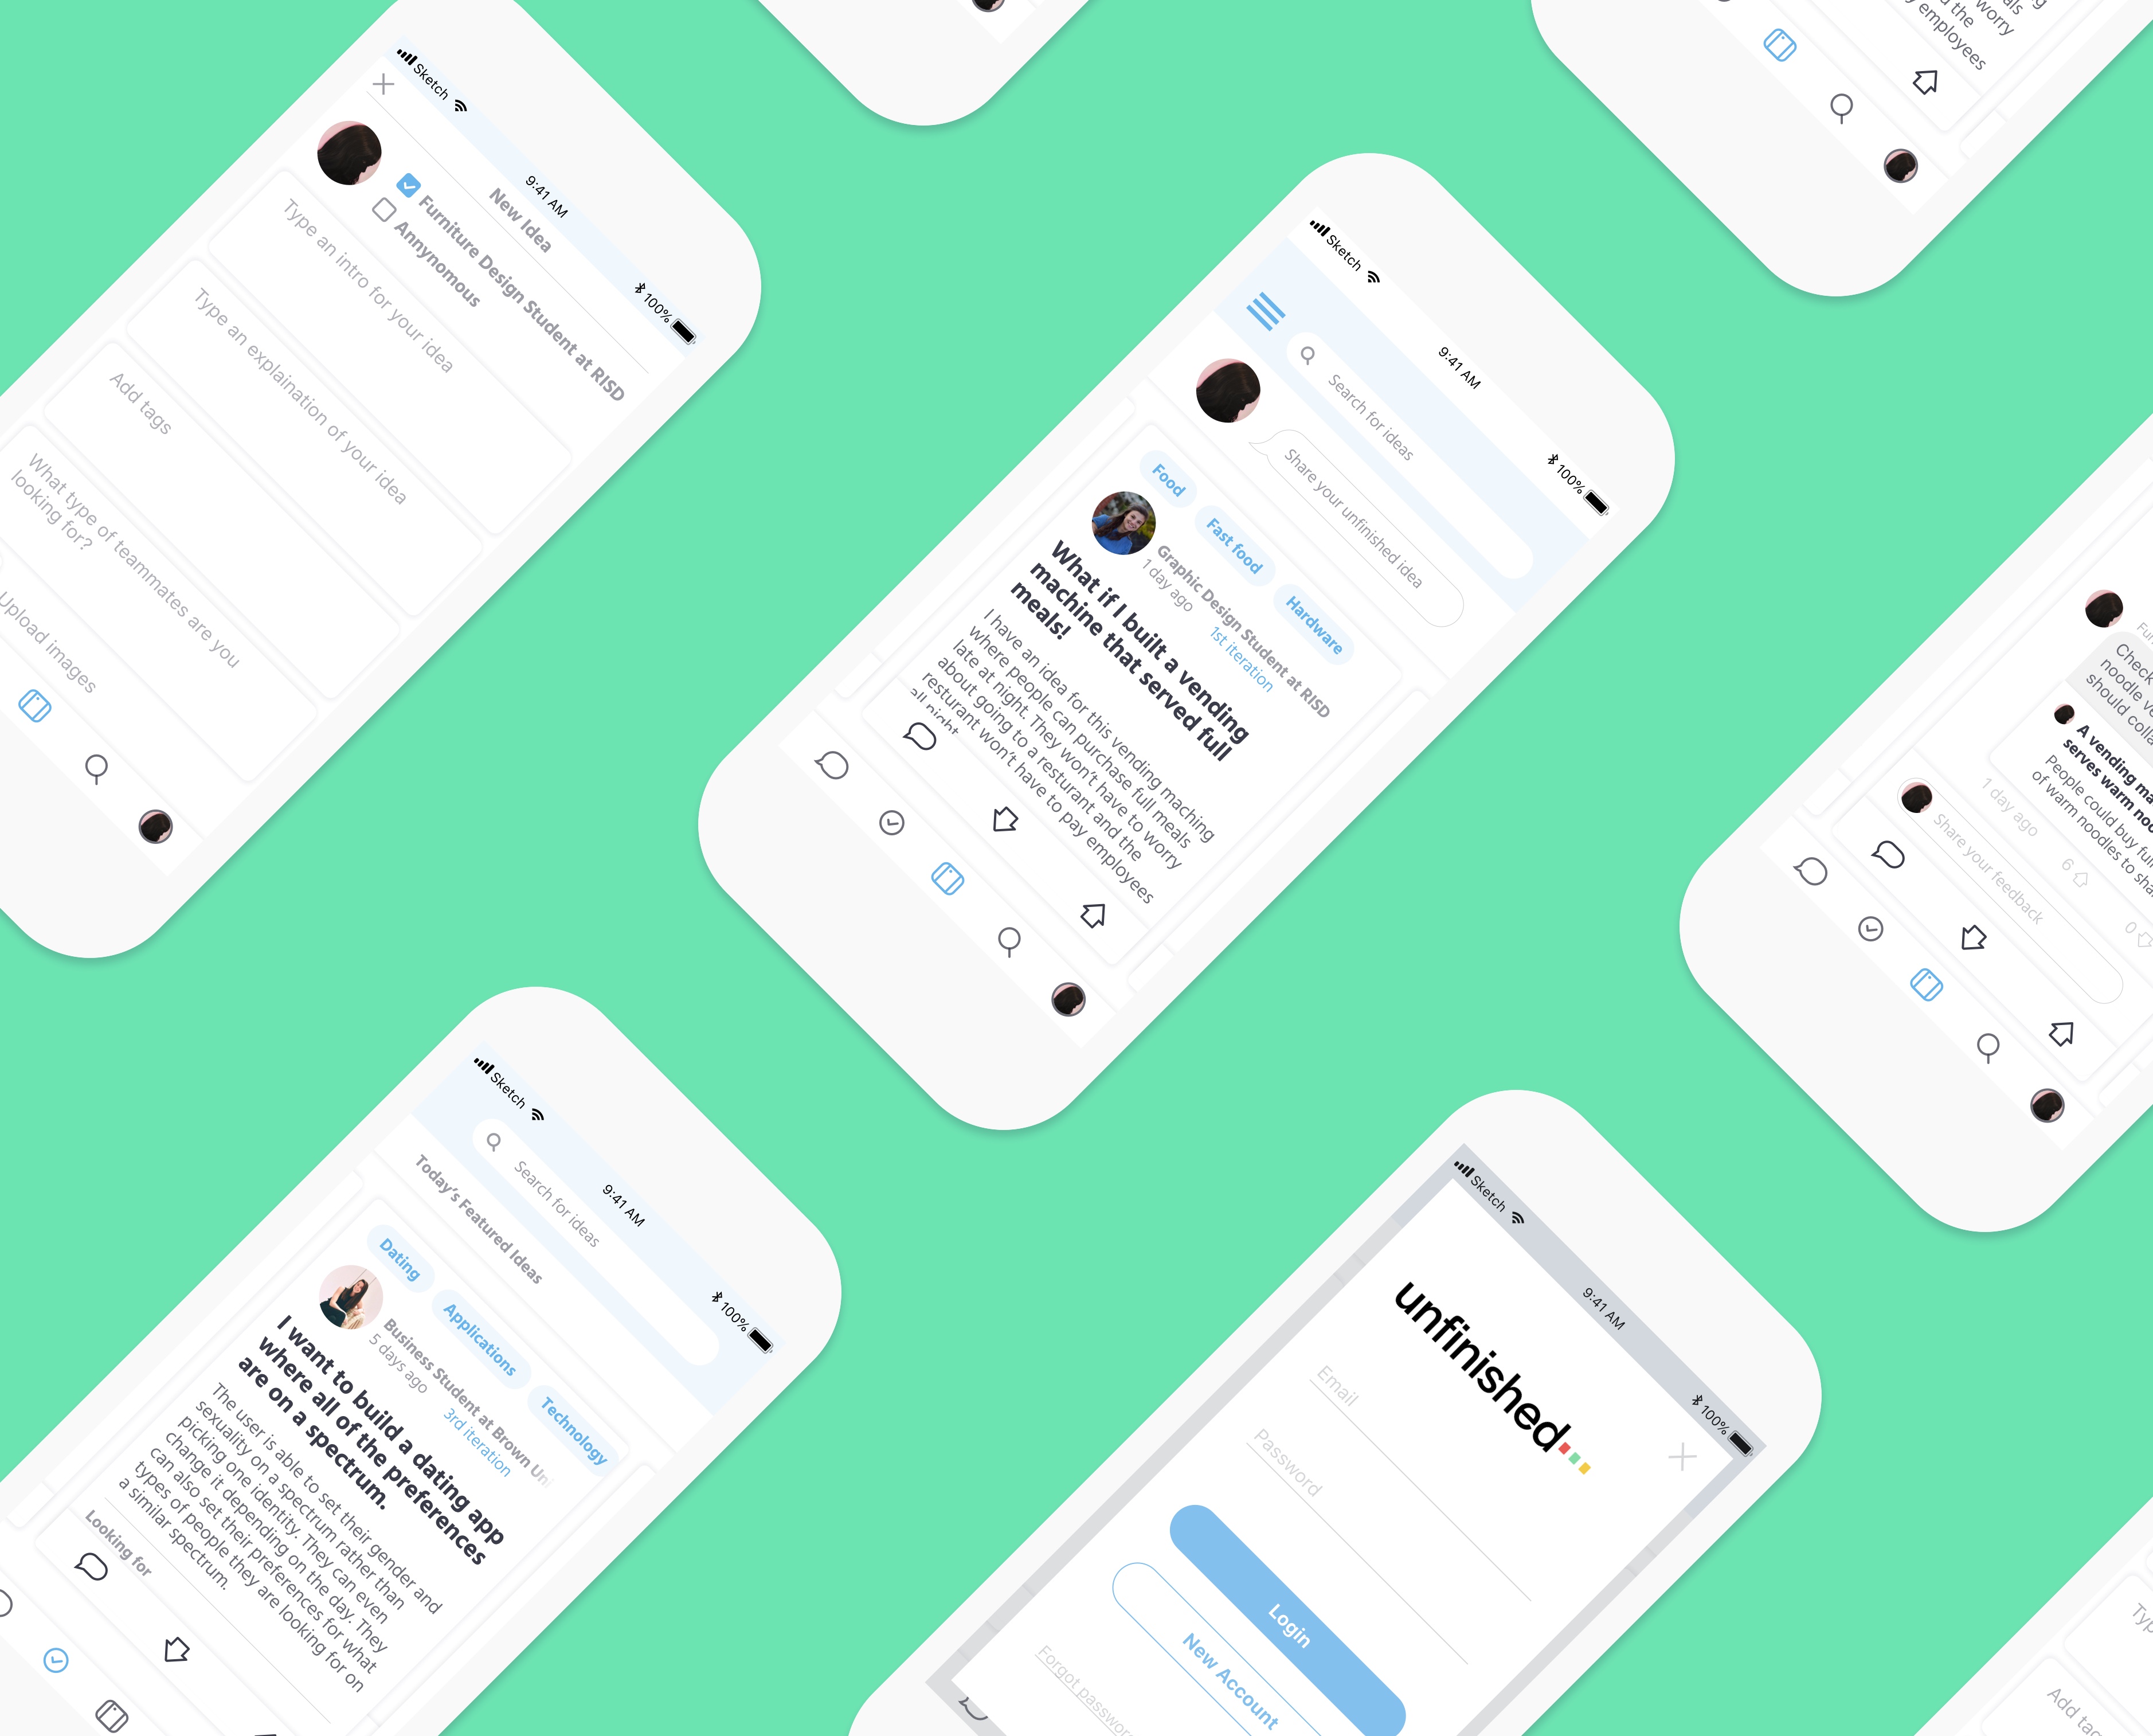 Sketch
9:41 AM
100%
New Idea
Furniture Design Student at RISD
Annynomous
Type an intro for your idea
Type an explaination of your idea
Add tags
What type of teammates are you
looking for?
Upload images
Sketch
9:41 AM
100%
Search for ideas
Share your unfinished idea
Food
Fast food
Hardware
Graphic Design Student at RISD
1 day ago
1st iteration
What if I built a vending
machine that served full
meals!
I have an idea for this vending maching
where people can purchase full meals
late at night. They won't have to worry
about going to a resturant and the
resturant won't have to pay employees
all night
worry
d the
employees
Check
noodle
should
A vending
serves warm
People could buy
of warm noodles to
1 day ago
6
0
Share your feedback
Sketch
9:41 AM
100%
Search for ideas
Today's Featured Ideas
Dating
Applications
Technology
Business Student at Brown Uni
5 days ago
3rd iteration
I want to build a dating app
where all of the preferences
are on a spectrum.
The user is able to set their gender and
sexuality on a spectrum rather than
picking one identity. They can even
change it depending on the day. They
can also set their preferences for what
types of people they are looking for on
a similar spectrum.
Looking for
Sketch
9:41 AM
100%
unfinished
Email
Password
Login
New Account
Forgot
Add